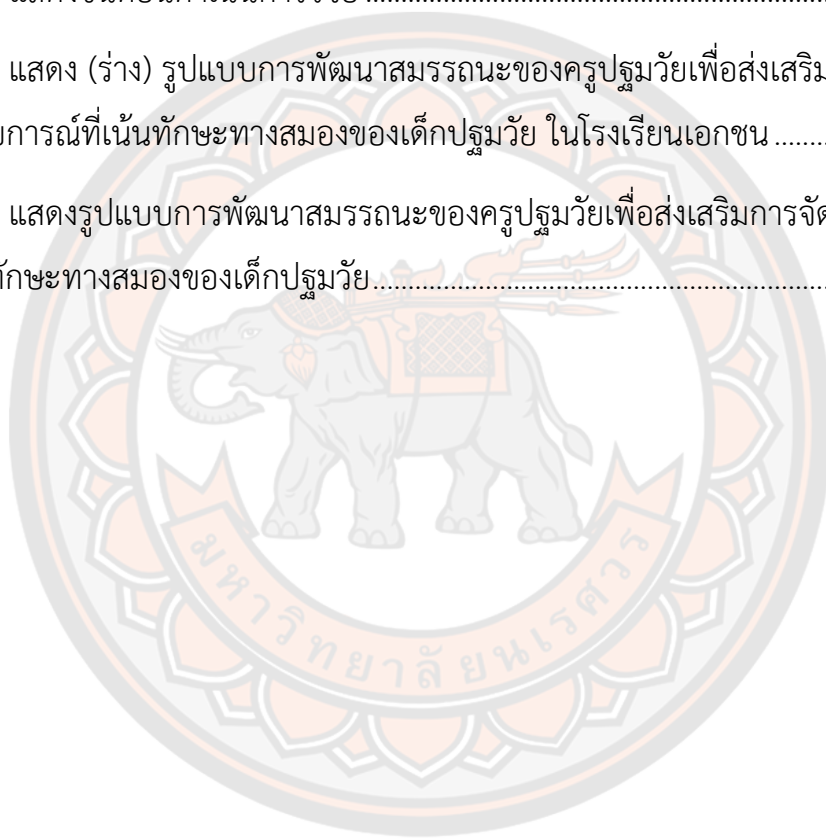 แสดง (ร่าง) รูปแบบการพัฒนาสมรรถนะของครูปฐมวัยเพื่อส่งเสริม
การณ์ที่เน้นทักษะทางสมองของเด็กปฐมวัย ในโรงเรียนเอกชน ........
แสดงรูปแบบการพัฒนาสมรรถนะของครูปฐมวัยเพื่อส่งเสริมการจัด
ทักษะทางสมองของเด็กปฐมวัย................................................................
มหาวิทยาลัยนเรศวร